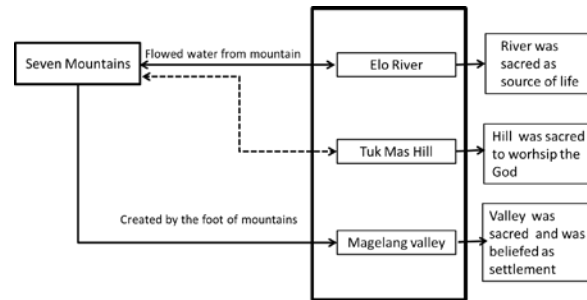 Seven Mountains
Flowed water from mountain
Elo River
River was
sacred as
source of life
Tuk Mas Hill
Hill was sacred
to worhsip the
God
Created by the foot of mountains
Magelang valley
Valley was
sacred and was
beliefed as
settlement